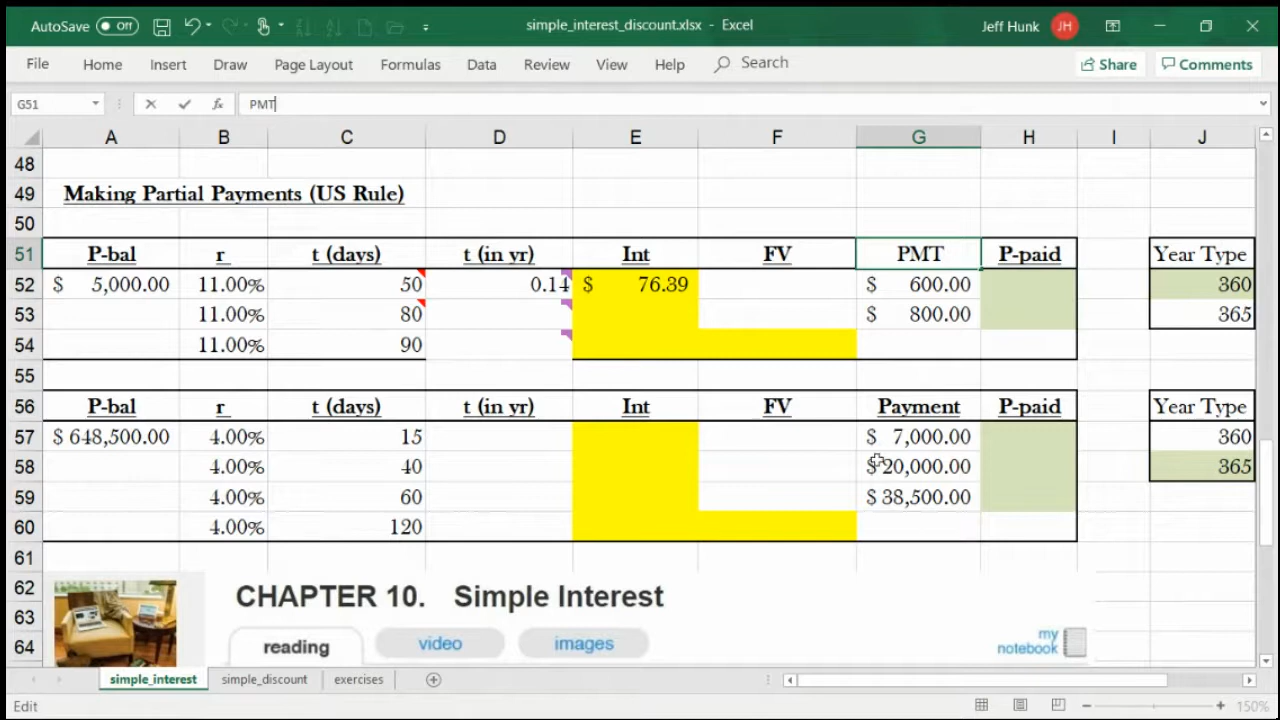 AutoSave Off simple_interest_discount.xlsx - Excel Jeff Hunk JH
File Home Insert Draw Page Layout Formulas Data Review View Help Search Share Comments
G51 fx PMT
A B C D E F G H I J
48
49 Making Partial Payments (US Rule)
50
51 P-bal r t (days) t (in yr) Int FV PMT P-paid Year Type
52 $ 5,000.00 11.00% 50 0.14 $ 76.39 $ 600.00 360
53 11.00% 80 $ 800.00 365
54 11.00% 90
55
56 P-bal r t (days) t (in yr) Int FV Payment P-paid Year Type
57 $ 648,500.00 4.00% 15 $ 7,000.00 360
58 4.00% 40 $ 20,000.00 365
59 4.00% 60 $ 38,500.00
60 4.00% 120
61
62 CHAPTER 10. Simple Interest
63
64 reading video images my notebook
simple_interest simple_discount exercises
Edit 150%